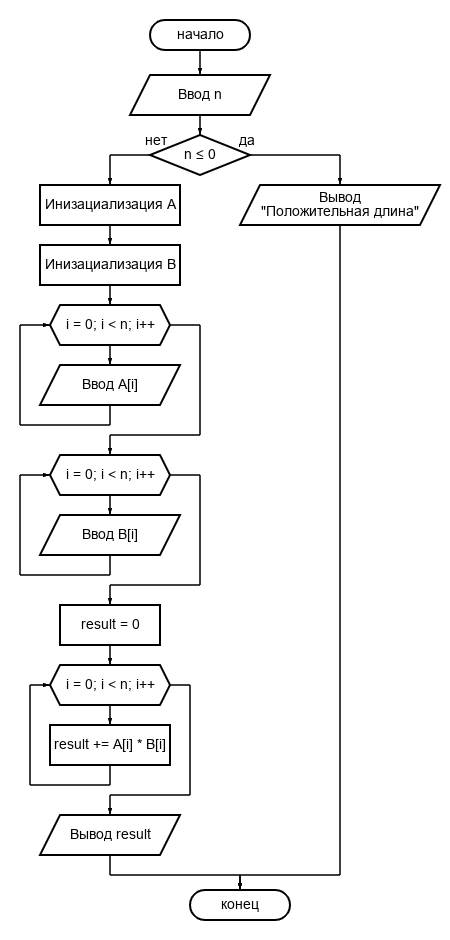 начало
Ввод n
нет
да
n ≤ 0
Инизациализация A
Вывод
"Положительная длина"
Инизациализация B
i = 0; i < n; i++
Ввод A[i]
i = 0; i < n; i++
Ввод B[i]
result = 0
i = 0; i < n; i++
result += A[i] * B[i]
Вывод result
конец